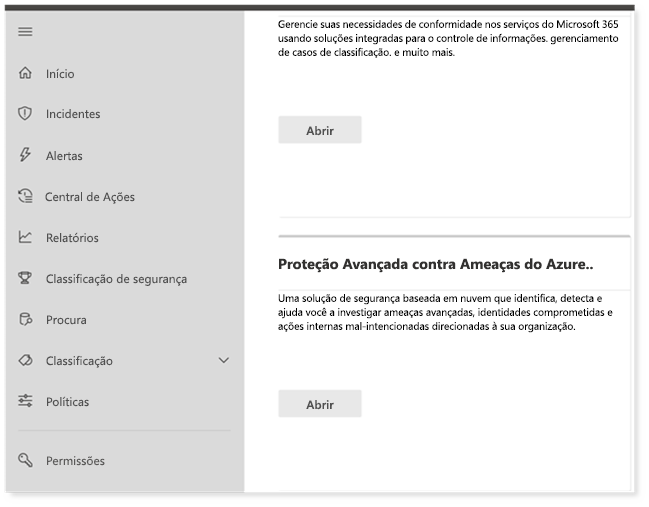 Início
Incidentes
Alertas
Central de Ações
Relatórios
Classificação de segurança
Procura
Classificação
Políticas
Permissões
Gerencie suas necessidades de conformidade nos serviços do Microsoft 365
usando soluções integradas para o controle de informações. gerenciamento
de casos de classificação. e muito mais.
Abrir
Proteção Avançada contra Ameaças do Azure..
Uma solução de segurança baseada em nuvem que identifica, detecta e
ajuda você a investigar ameaças avançadas, identidades comprometidas e
ações internas mal-intencionadas direcionadas à sua organização.
Abrir